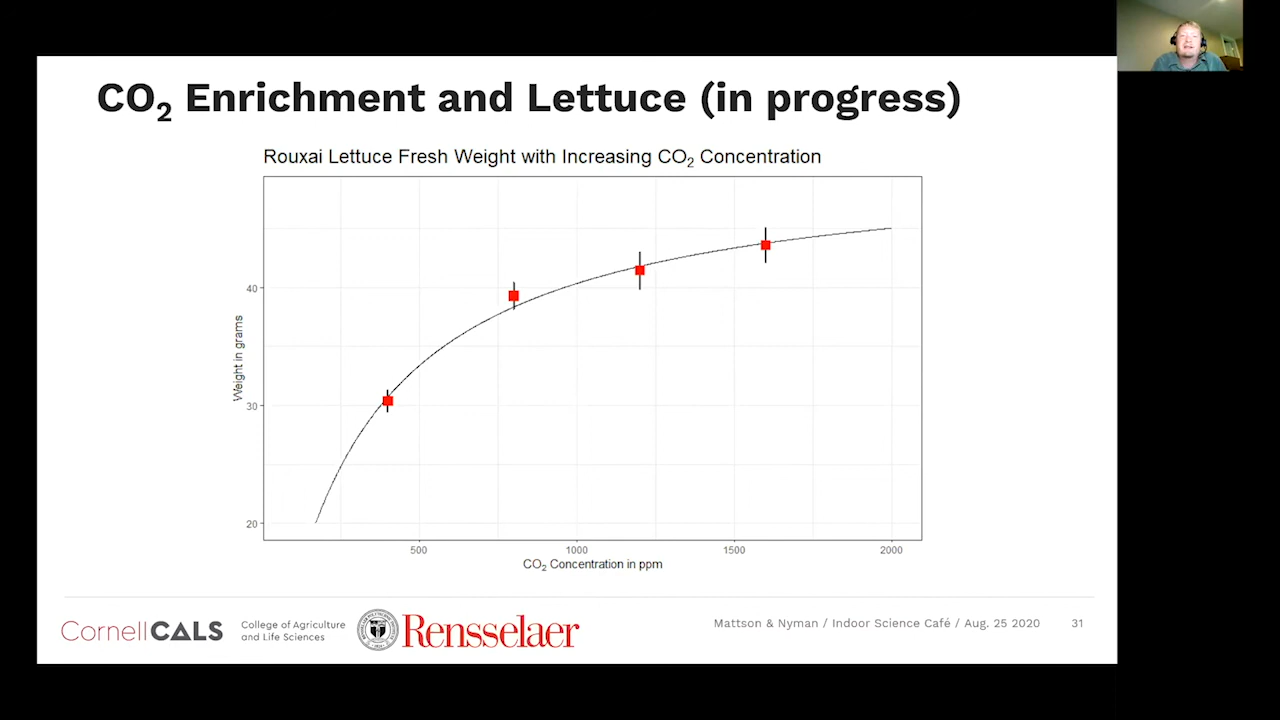 CO₂ Enrichment and Lettuce (in progress)
Rouxai Lettuce Fresh Weight with Increasing CO₂ Concentration
Weight in grams
40
30
20
500 1000 1500 2000
CO₂ Concentration in ppm
CornellCALS
College of Agriculture
and Life Sciences
Rensselaer
Mattson & Nyman / Indoor Science Café / Aug. 25 2020 31